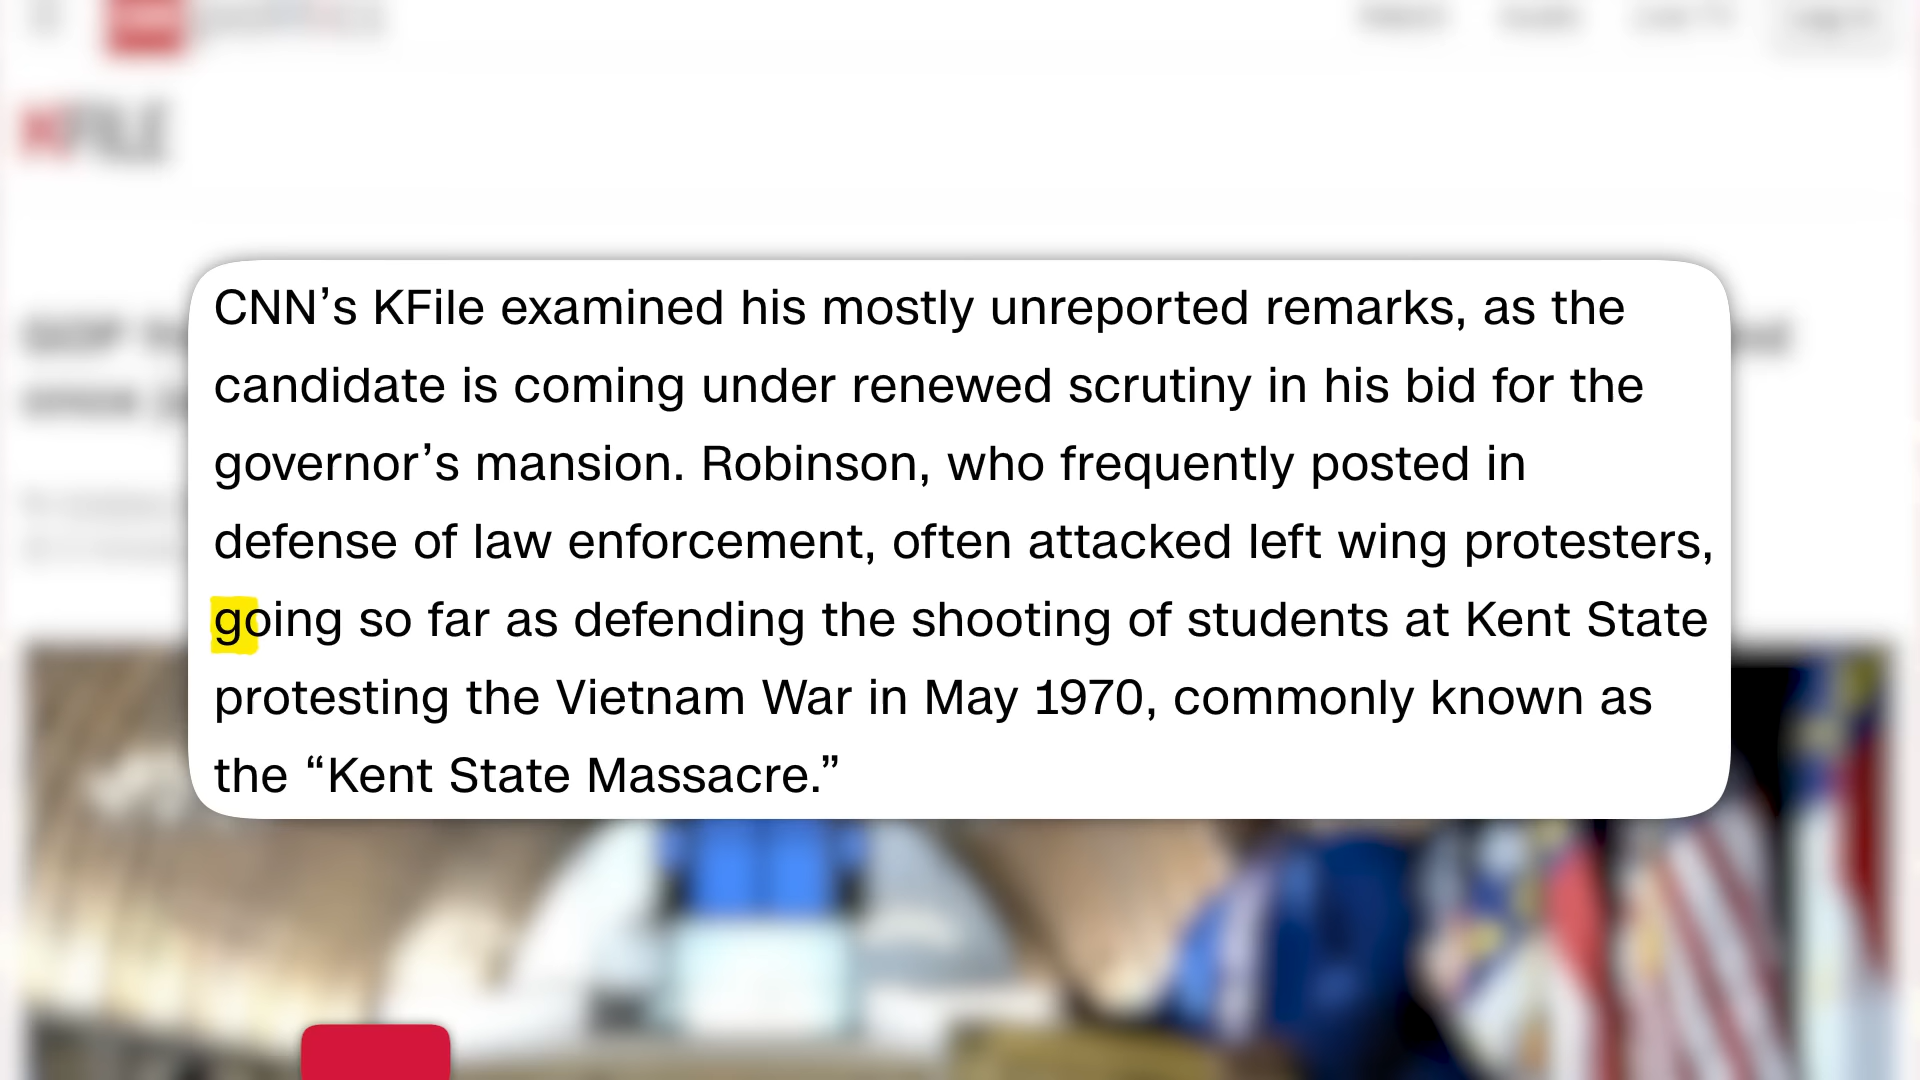 KFILE
CNN’s KFile examined his mostly unreported remarks, as the
candidate is coming under renewed scrutiny in his bid for the
governor’s mansion. Robinson, who frequently posted in
defense of law enforcement, often attacked left wing protesters,
going so far as defending the shooting of students at Kent State
protesting the Vietnam War in May 1970, commonly known as
the “Kent State Massacre.”